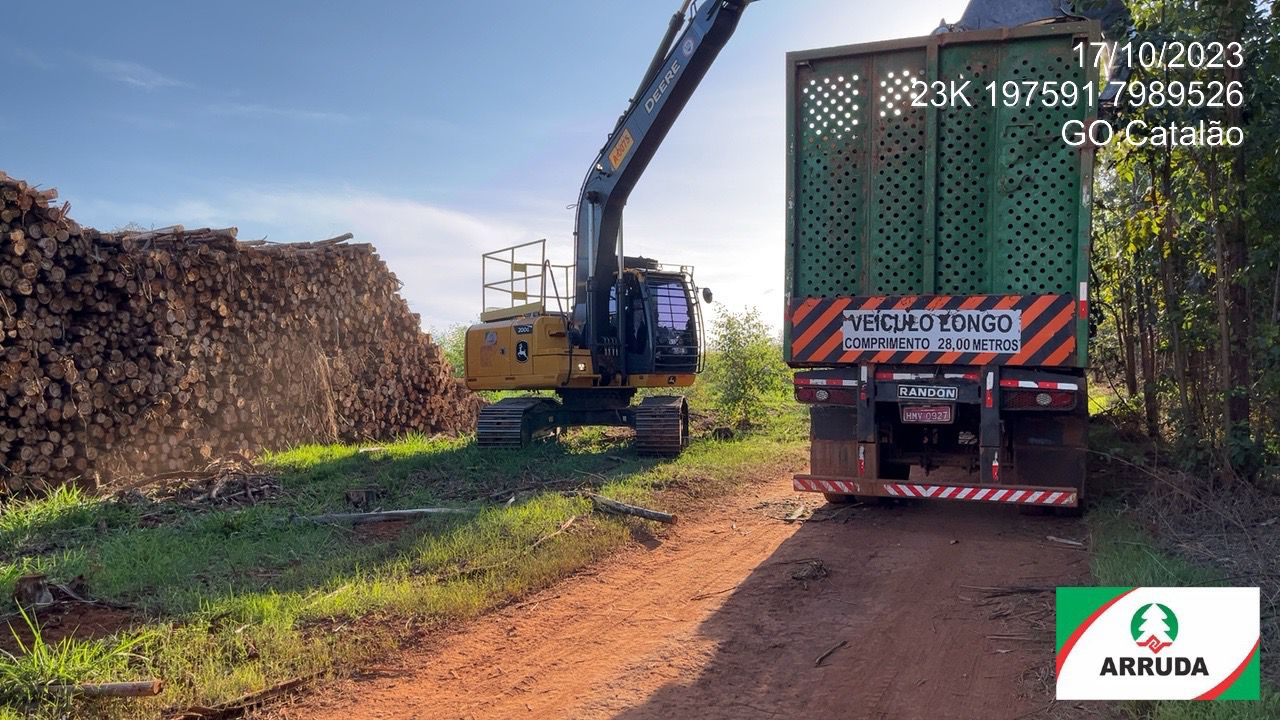 17/10/2023
23K 197591 7989526
GO, Catalão
DEERE
200G
VEÍCULO LONGO
COMPRIMENTO 28,00 METROS
RANDON
HMV 0927
ARRUDA